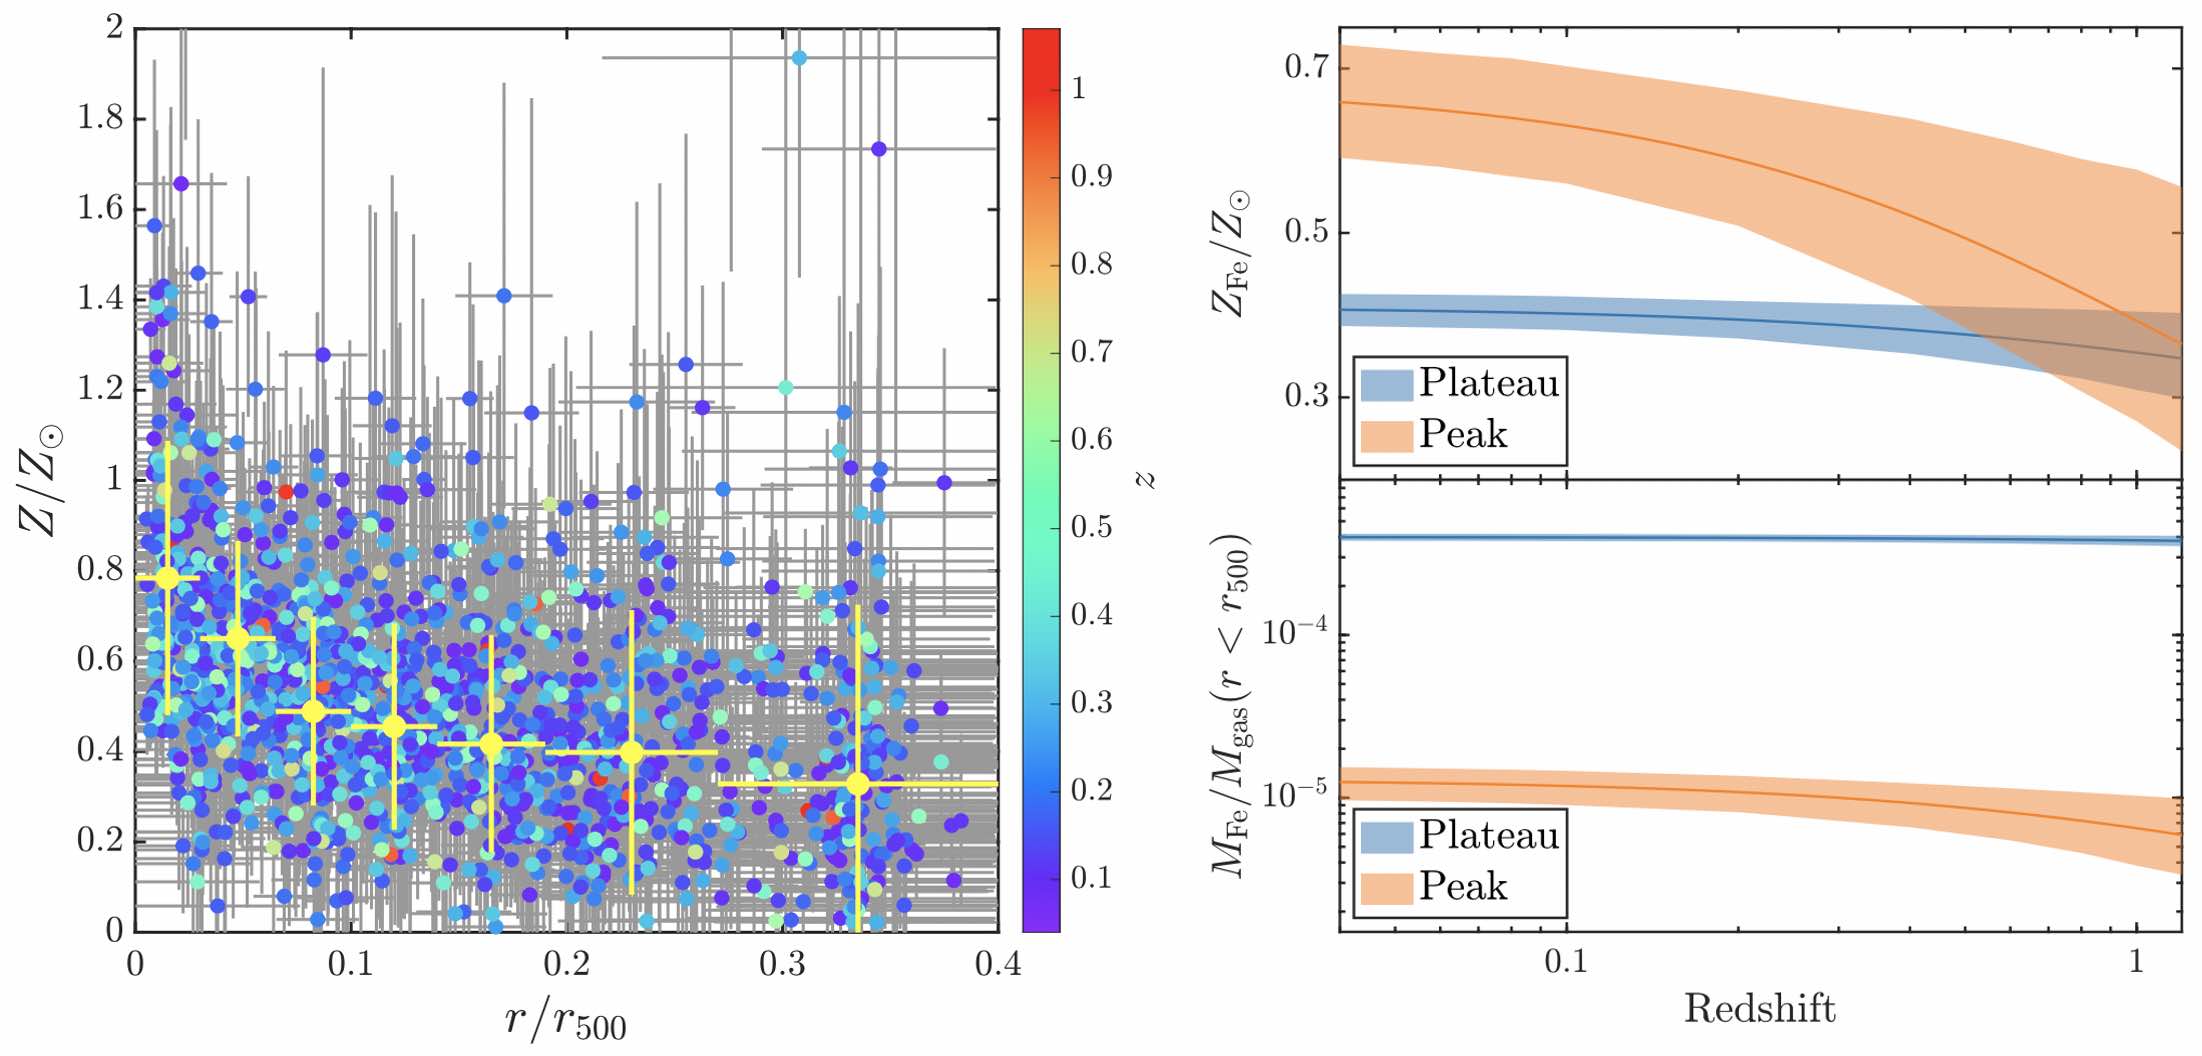 2
1.8
1.6
1.4
1.2
1
0.8
0.6
0.4
0.2
0
Z/Z⊙
0 0.1 0.2 0.3 0.4
r/r500
1
0.9
0.8
0.7
0.6
0.5
0.4
0.3
0.2
0.1
z
0.7
0.5
0.3
ZFe/Z⊙
Plateau
Peak
10−4
10−5
MFe/Mgas(r < r500)
Plateau
Peak
0.1 1
Redshift